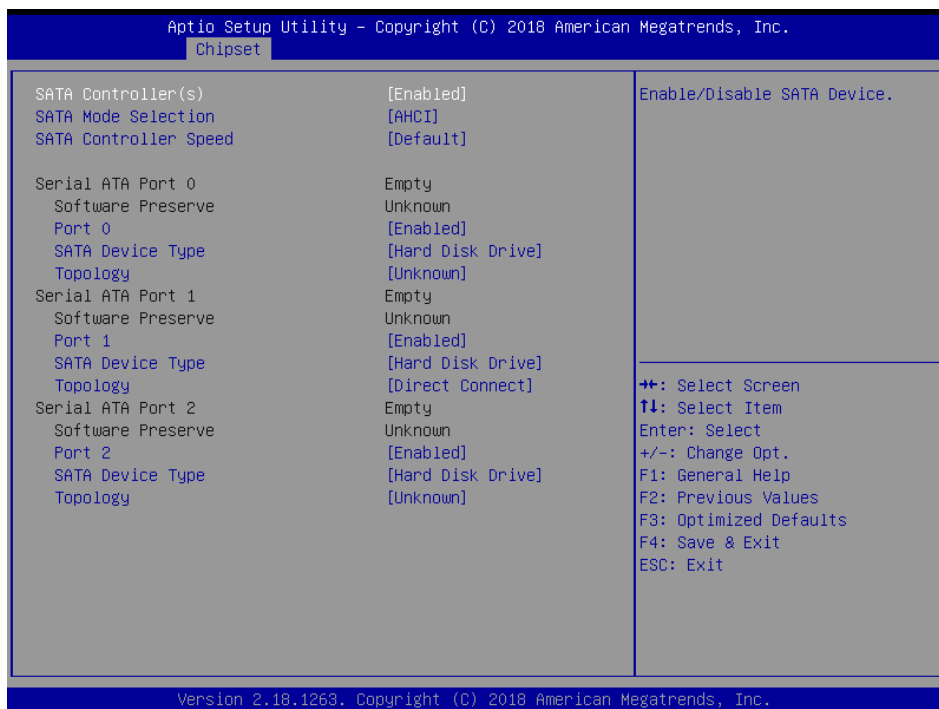 Aptio Setup Utility – Copyright (C) 2018 American Megatrends, Inc.
Chipset
SATA Controller(s) [Enabled]
SATA Mode Selection [AHCI]
SATA Controller Speed [Default]
Serial ATA Port 0 Empty
Software Preserve Unknown
Port 0 [Enabled]
SATA Device Type [Hard Disk Drive]
Topology [Unknown]
Serial ATA Port 1 Empty
Software Preserve Unknown
Port 1 [Enabled]
SATA Device Type [Hard Disk Drive]
Topology [Direct Connect]
Serial ATA Port 2 Empty
Software Preserve Unknown
Port 2 [Enabled]
SATA Device Type [Hard Disk Drive]
Topology [Unknown]
Enable/Disable SATA Device.
→←: Select Screen
↑↓: Select Item
Enter: Select
+/-: Change Opt.
F1: General Help
F2: Previous Values
F3: Optimized Defaults
F4: Save & Exit
ESC: Exit
Version 2.18.1263. Copyright (C) 2018 American Megatrends, Inc.